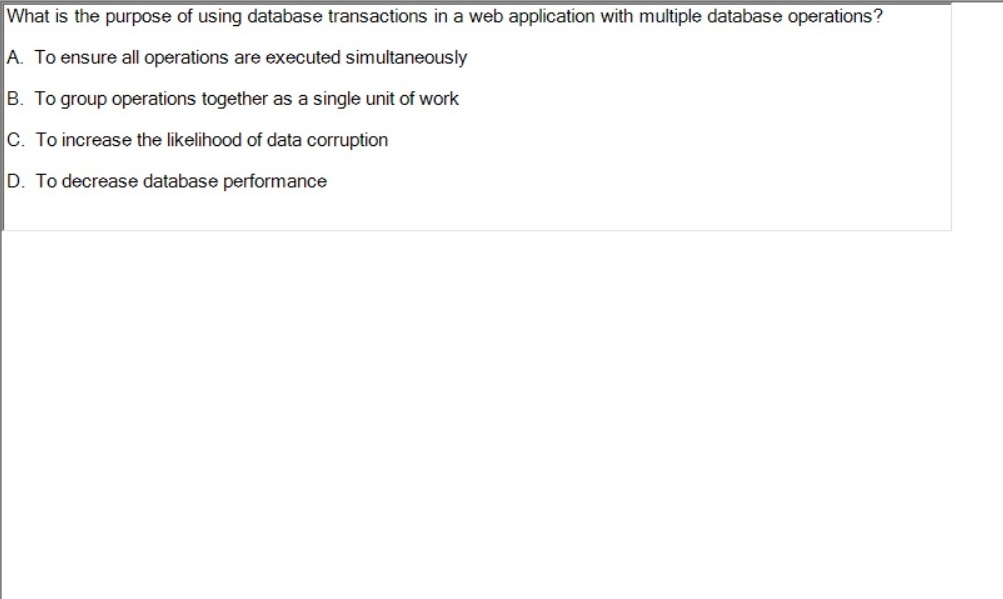 What is the purpose of using database transactions in a web application with multiple database operations?
A. To ensure all operations are executed simultaneously
B. To group operations together as a single unit of work
C. To increase the likelihood of data corruption
D. To decrease database performance